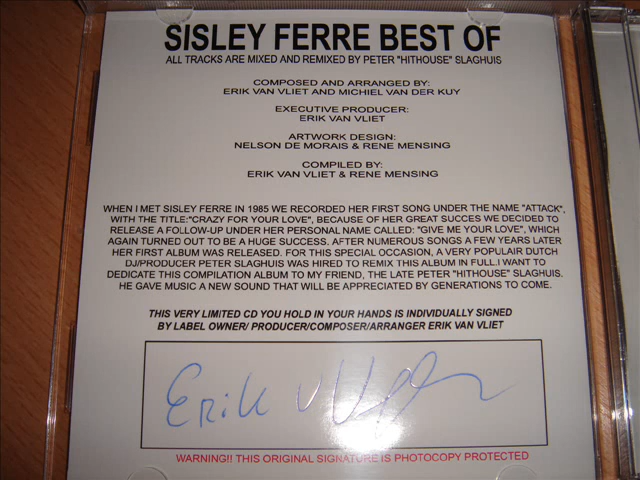 SISLEY FERRE BEST OF
ALL TRACKS ARE MIXED AND REMIXED BY PETER "HITHOUSE" SLAGHUIS
COMPOSED AND ARRANGED BY:
ERIK VAN VLIET AND MICHIEL VAN DER KUY
EXECUTIVE PRODUCER:
ERIK VAN VLIET
ARTWORK DESIGN:
NELSON DE MORAIS & RENE MENSING
COMPILED BY:
ERIK VAN VLIET & RENE MENSING
WHEN I MET SISLEY FERRE IN 1985 WE RECORDED HER FIRST SONG UNDER THE NAME "ATTACK",
WITH THE TITLE:"CRAZY FOR YOUR LOVE", BECAUSE OF HER GREAT SUCCES WE DECIDED TO
RELEASE A FOLLOW-UP UNDER HER PERSONAL NAME CALLED: "GIVE ME YOUR LOVE", WHICH
AGAIN TURNED OUT TO BE A HUGE SUCCESS. AFTER NUMEROUS SONGS A FEW YEARS LATER
HER FIRST ALBUM WAS RELEASED. FOR THIS SPECIAL OCCASION, A VERY POPULAIR DUTCH
DJ/PRODUCER PETER SLAGHUIS WAS HIRED TO REMIX THIS ALBUM IN FULL.I WANT TO
DEDICATE THIS COMPILATION ALBUM TO MY FRIEND, THE LATE PETER "HITHOUSE" SLAGHUIS.
HE GAVE MUSIC A NEW SOUND THAT WILL BE APPRECIATED BY GENERATIONS TO COME.
THIS VERY LIMITED CD YOU HOLD IN YOUR HANDS IS INDIVIDUALLY SIGNED
BY LABEL OWNER/ PRODUCER/COMPOSER/ARRANGER ERIK VAN VLIET
Erik
WARNING!! THIS ORIGINAL SIGNATURE IS PHOTOCOPY PROTECTED